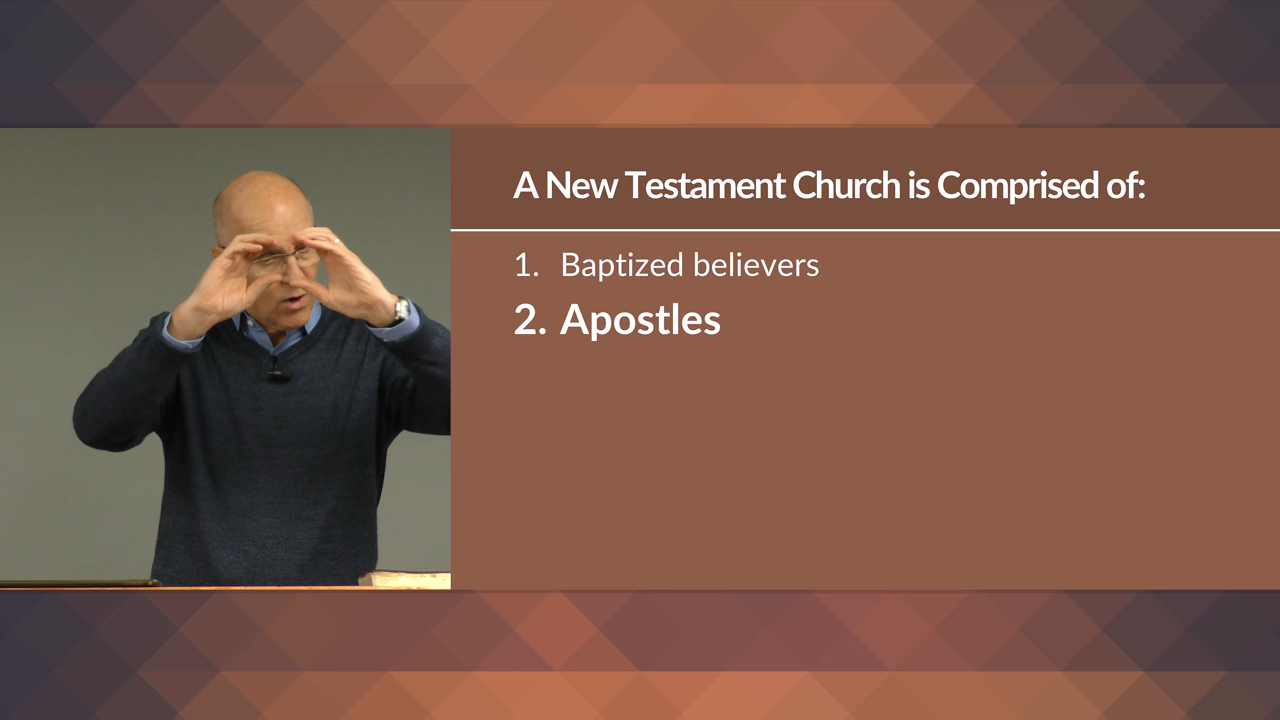 A New Testament Church is Comprised of:
1. Baptized believers
2. Apostles